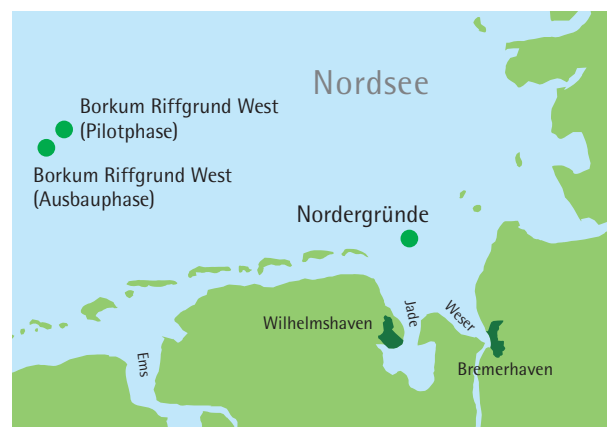 Nordsee
Borkum Riffgrund West
(Pilotphase)
Borkum Riffgrund West
(Ausbauphase)
Nordergründe
Wilhelmshaven
Jade
Weser
Ems
Bremerhaven